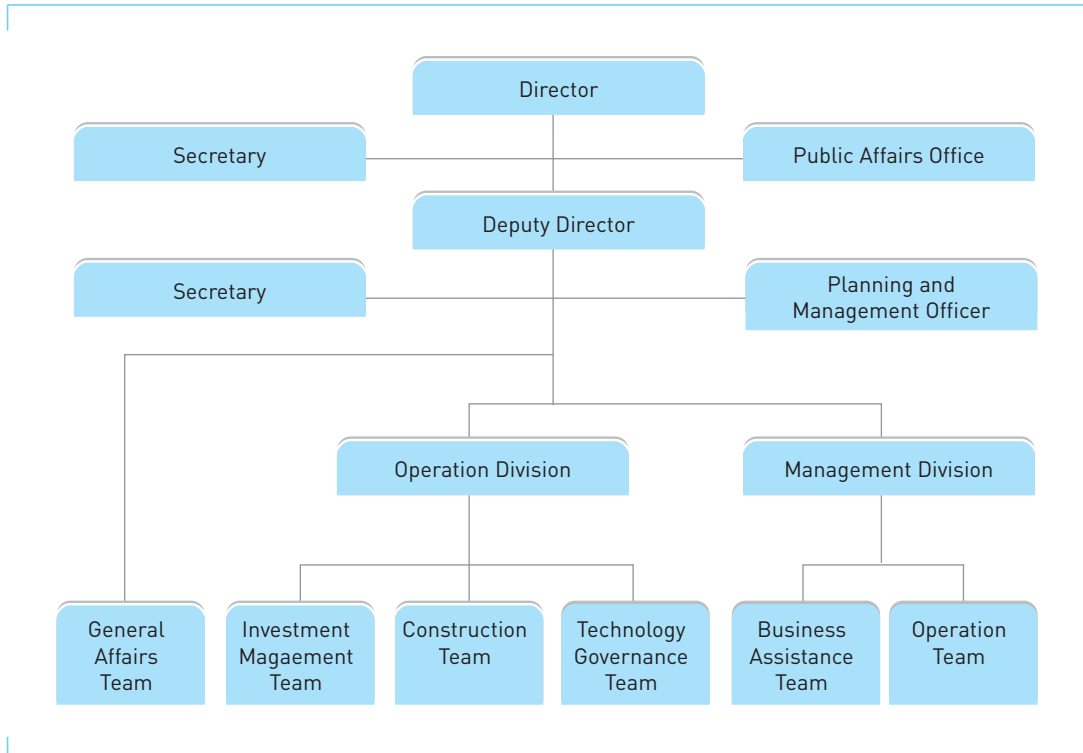 Director
Secretary
Public Affairs Office
Deputy Director
Secretary
Planning and
Management Officer
Operation Division
Management Division
General
Affairs
Team
Investment
Magaement
Team
Construction
Team
Technology
Governance
Team
Business
Assistance
Team
Operation
Team